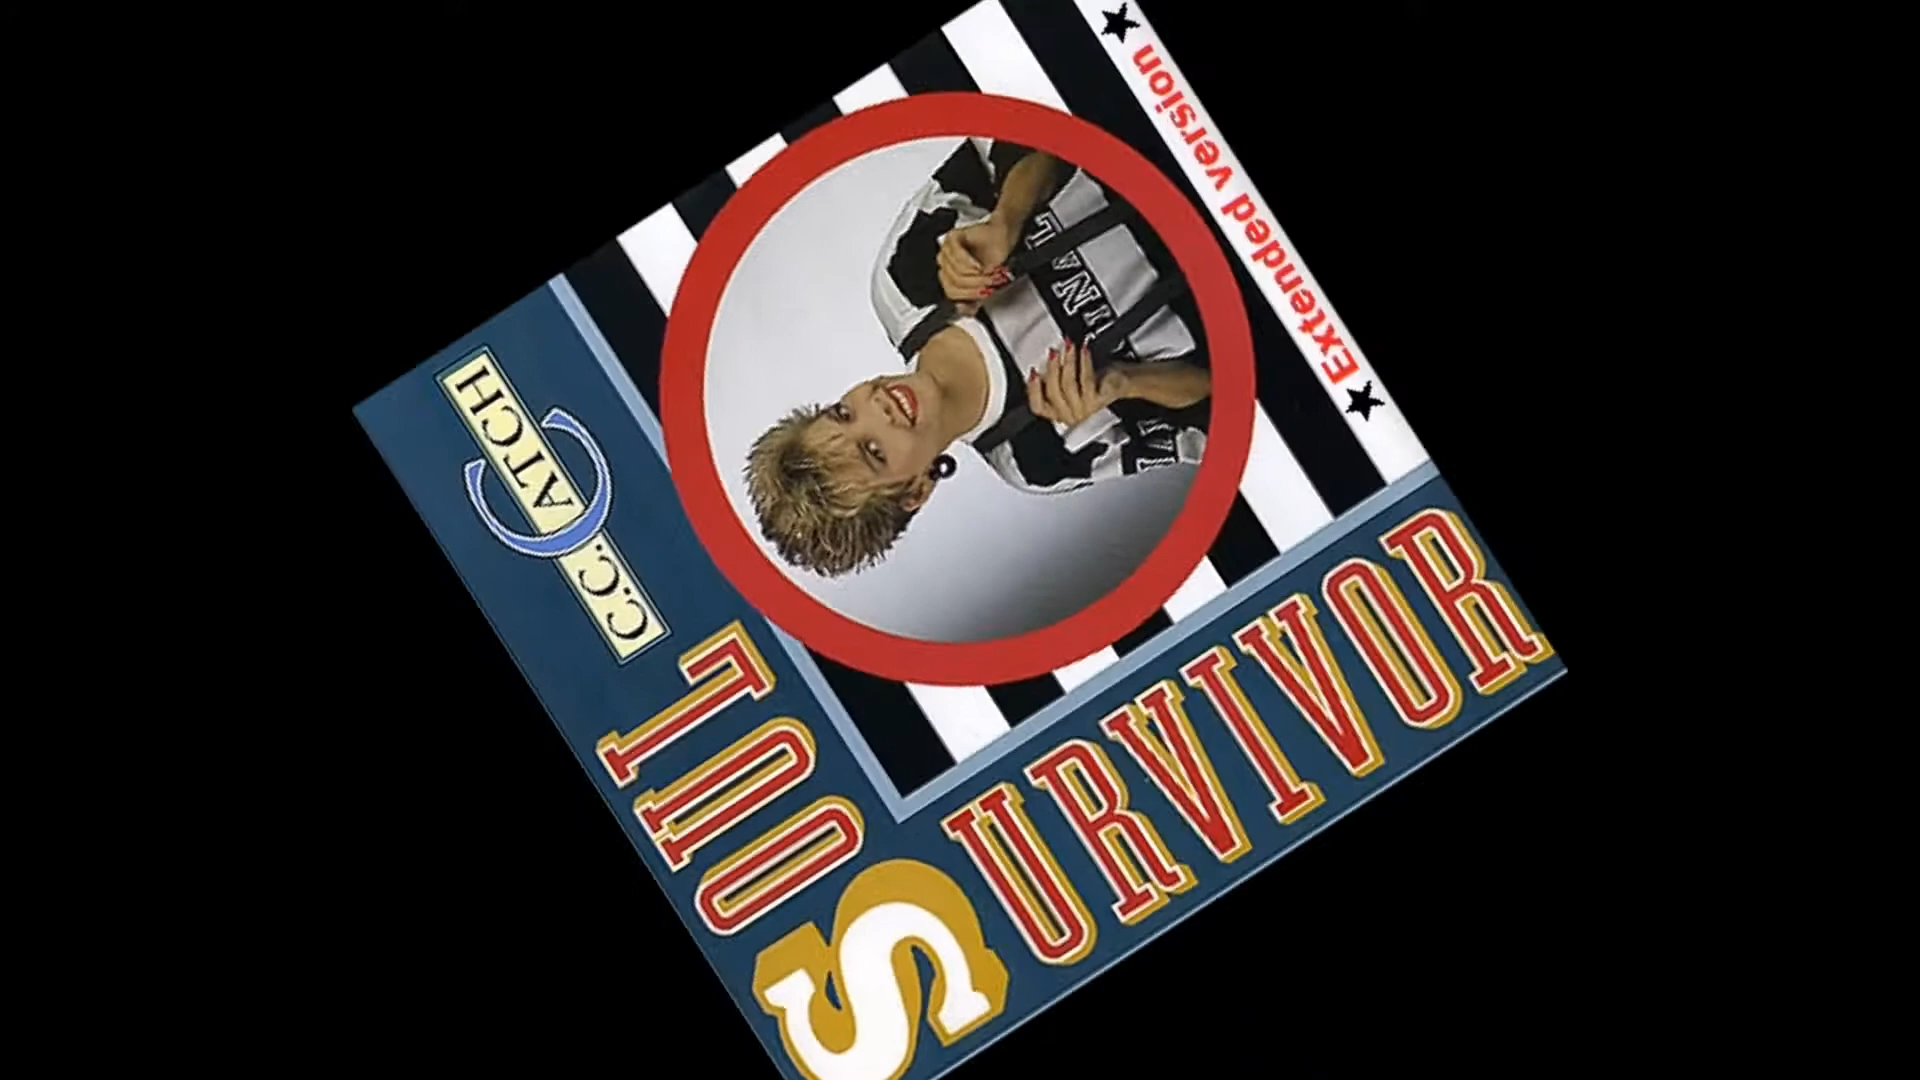 C.C. CATCH
SOUL
SURVIVOR
★ Extended version ★